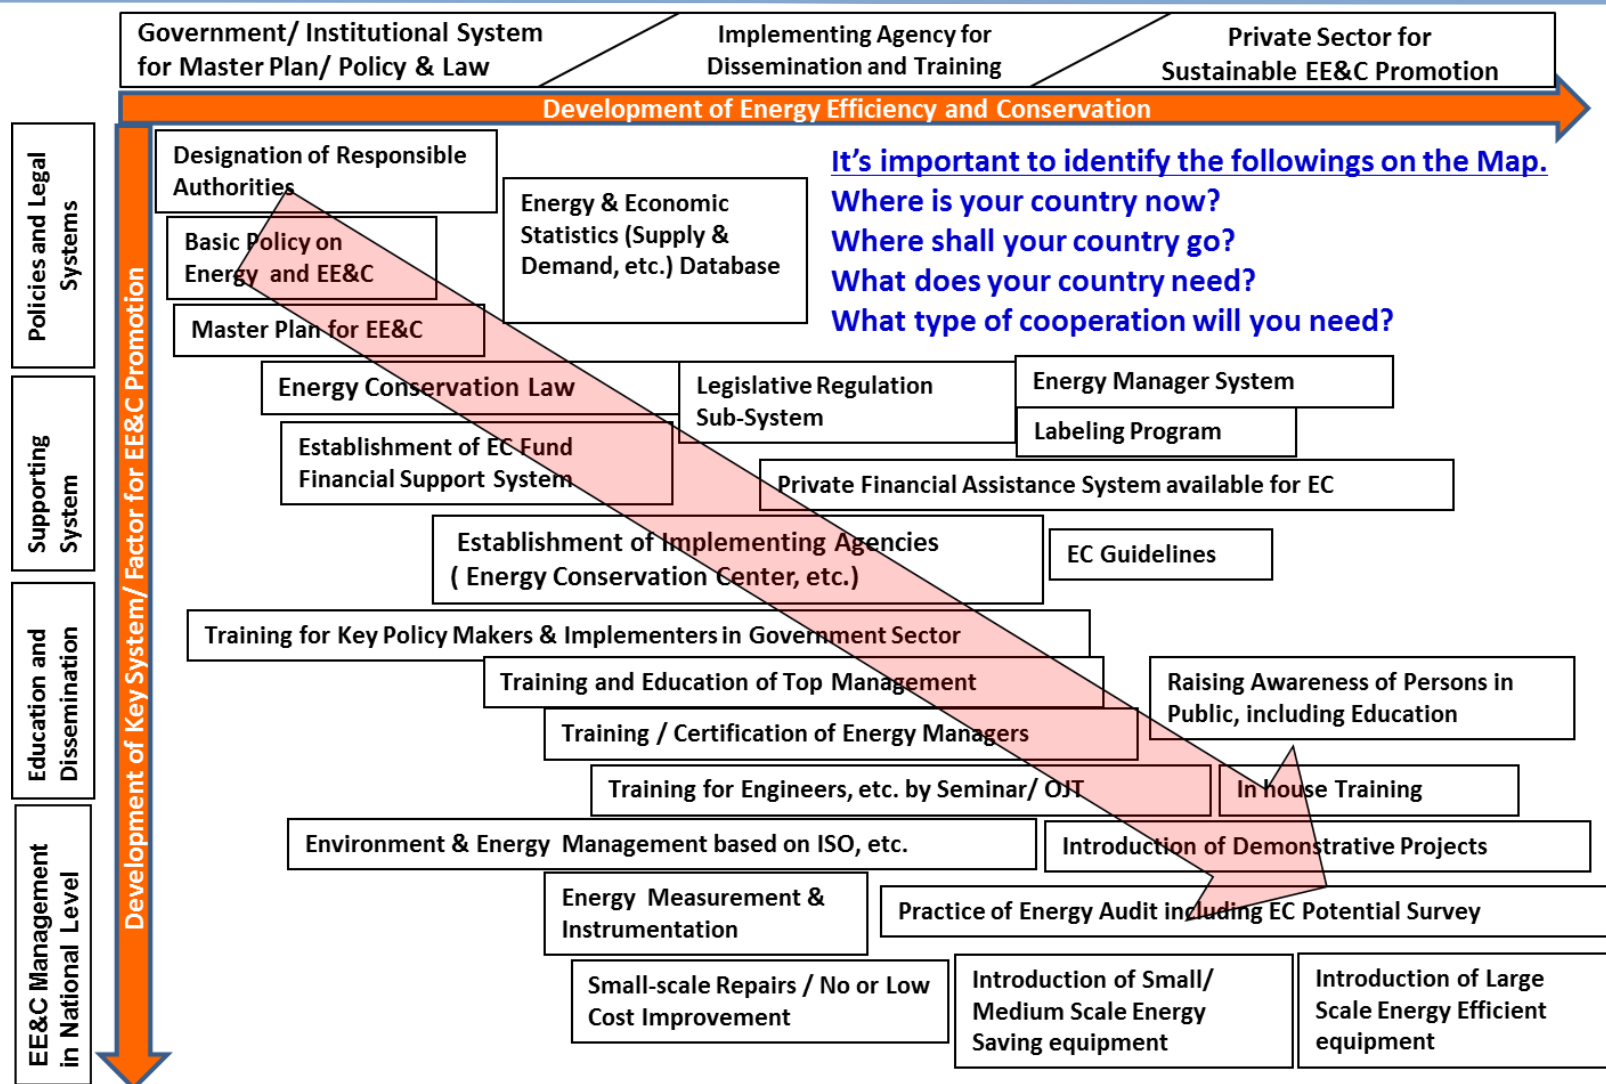 Government/ Institutional System
for Master Plan/ Policy & Law
Implementing Agency for
Dissemination and Training
Private Sector for
Sustainable EE&C Promotion
Development of Energy Efficiency and Conservation
Development of Key System/ Factor for EE&C Promotion
Policies and Legal
Systems
Designation of Responsible
Authorities
Basic Policy on
Energy and EE&C
Master Plan for EE&C
Energy & Economic
Statistics (Supply &
Demand, etc.) Database
It's important to identify the followings on the Map.
Where is your country now?
Where shall your country go?
What does your country need?
What type of cooperation will you need?
Energy Conservation Law
Legislative Regulation
Sub-System
Energy Manager System
Labeling Program
Supporting
System
Establishment of EC Fund
Financial Support System
Private Financial Assistance System available for EC
Establishment of Implementing Agencies
( Energy Conservation Center, etc.)
EC Guidelines
Education and
Dissemination
Training for Key Policy Makers & Implementers in Government Sector
Training and Education of Top Management
Raising Awareness of Persons in
Public, including Education
Training / Certification of Energy Managers
Training for Engineers, etc. by Seminar/ OJT
In house Training
EE&C Management
in National Level
Environment & Energy Management based on ISO, etc.
Introduction of Demonstrative Projects
Energy Measurement &
Instrumentation
Practice of Energy Audit including EC Potential Survey
Small-scale Repairs / No or Low
Cost Improvement
Introduction of Small/
Medium Scale Energy
Saving equipment
Introduction of Large
Scale Energy Efficient
equipment